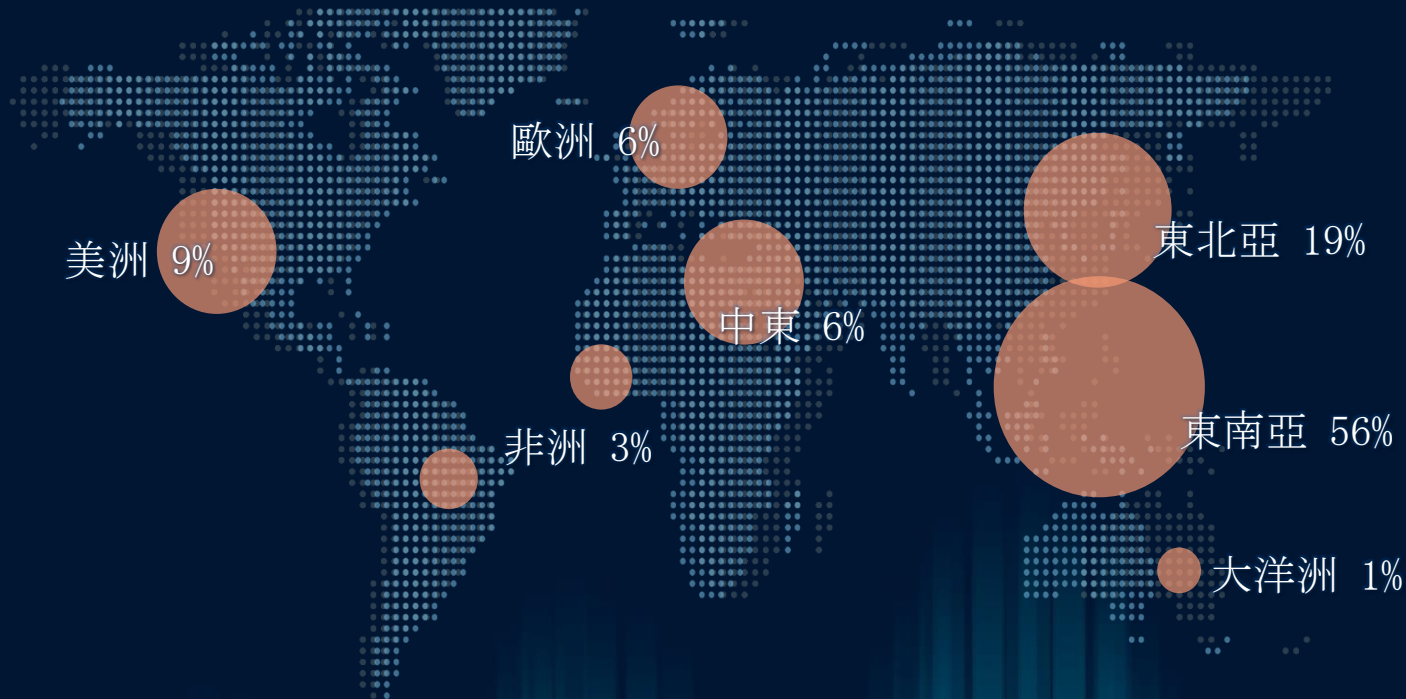 歐洲 6%
美洲 9%
東北亞 19%
中東 6%
非洲 3%
東南亞 56%
大洋洲 1%